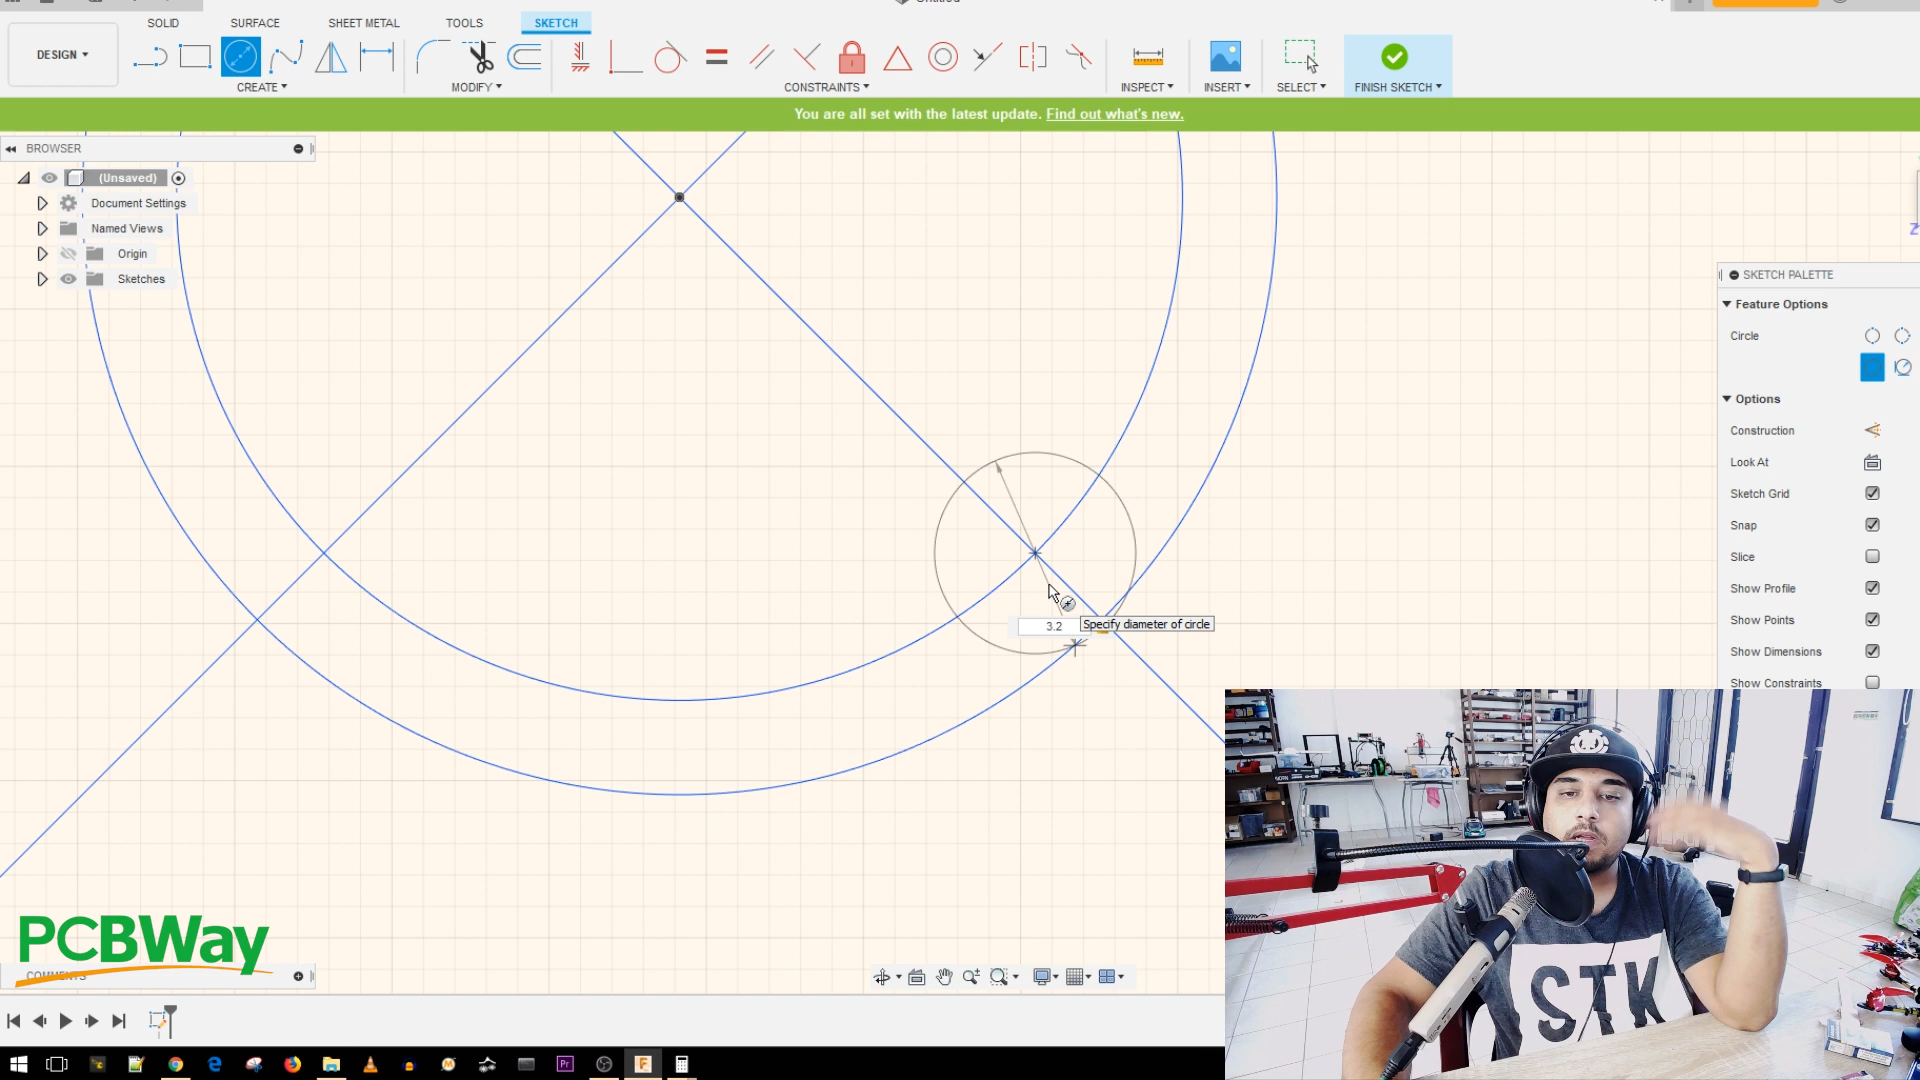 Untitled
SOLID
SURFACE
SHEET METAL
TOOLS
SKETCH
DESIGN
CREATE
MODIFY
CONSTRAINTS
INSPECT
INSERT
SELECT
FINISH SKETCH
You are all set with the latest update. Find out what's new.
BROWSER
(Unsaved)
Document Settings
Named Views
Origin
Sketches
Z
SKETCH PALETTE
Feature Options
Circle
Options
Construction
Look At
Sketch Grid
Snap
Slice
Show Profile
Show Points
Show Dimensions
Show Constraints
3.2
Specify diameter of circle
PCBWay
COMMENTS
STK
Pr
F